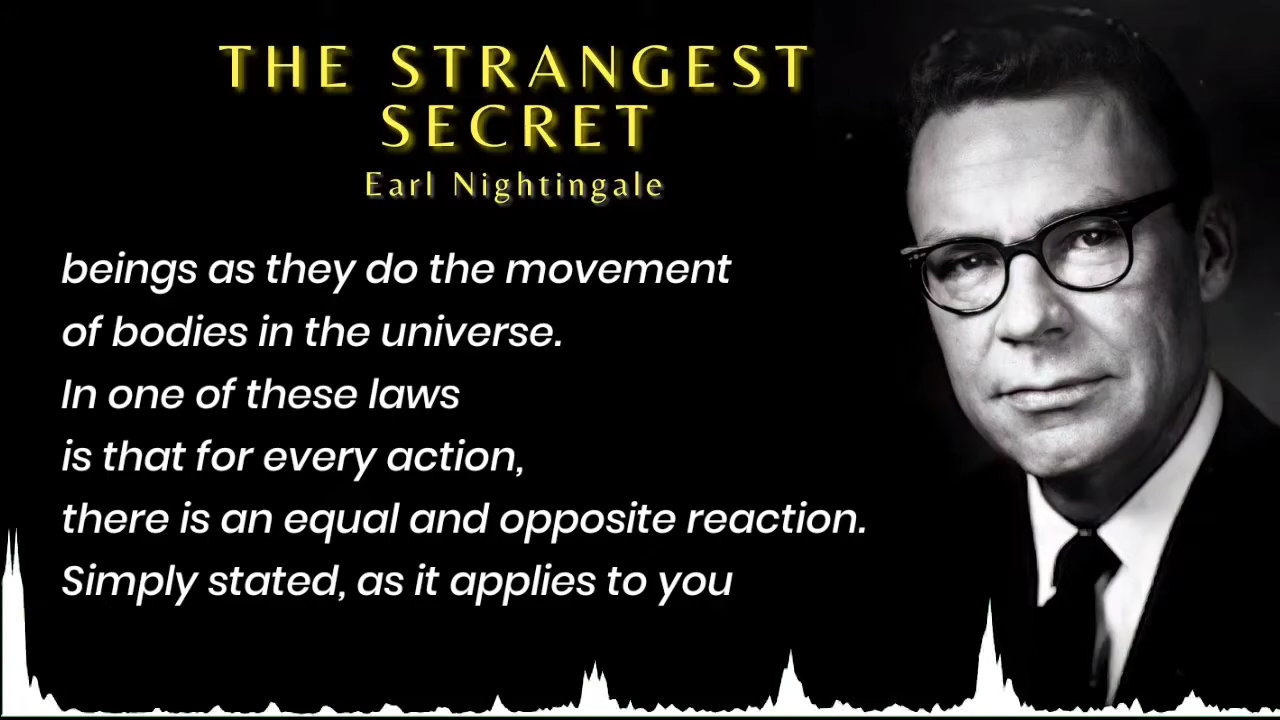 THE STRANGEST
SECRET
Earl Nightingale
beings as they do the movement
of bodies in the universe.
In one of these laws
is that for every action,
there is an equal and opposite reaction.
Simply stated, as it applies to you